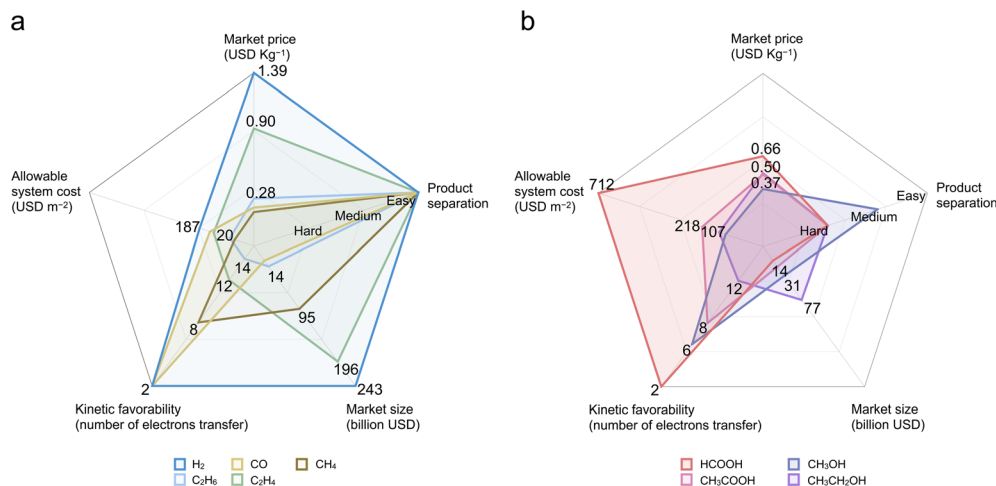 a
Market price
(USD Kg⁻¹)
1.39
0.90
0.28
Allowable
system cost
(USD m⁻²)
187
20
14
12
8
2
Easy
Medium
Hard
Product
separation
14
95
196
243
Kinetic favorability
(number of electrons transfer)
Market size
(billion USD)
H₂
CO
CH₄
C₂H₆
C₂H₄
b
Market price
(USD Kg⁻¹)
0.66
0.50
0.37
Allowable
system cost
(USD m⁻²)
712
218
107
12
8
6
2
Easy
Medium
Hard
Product
separation
14
31
77
Kinetic favorability
(number of electrons transfer)
Market size
(billion USD)
HCOOH
CH₃OH
CH₃COOH
CH₃CH₂OH